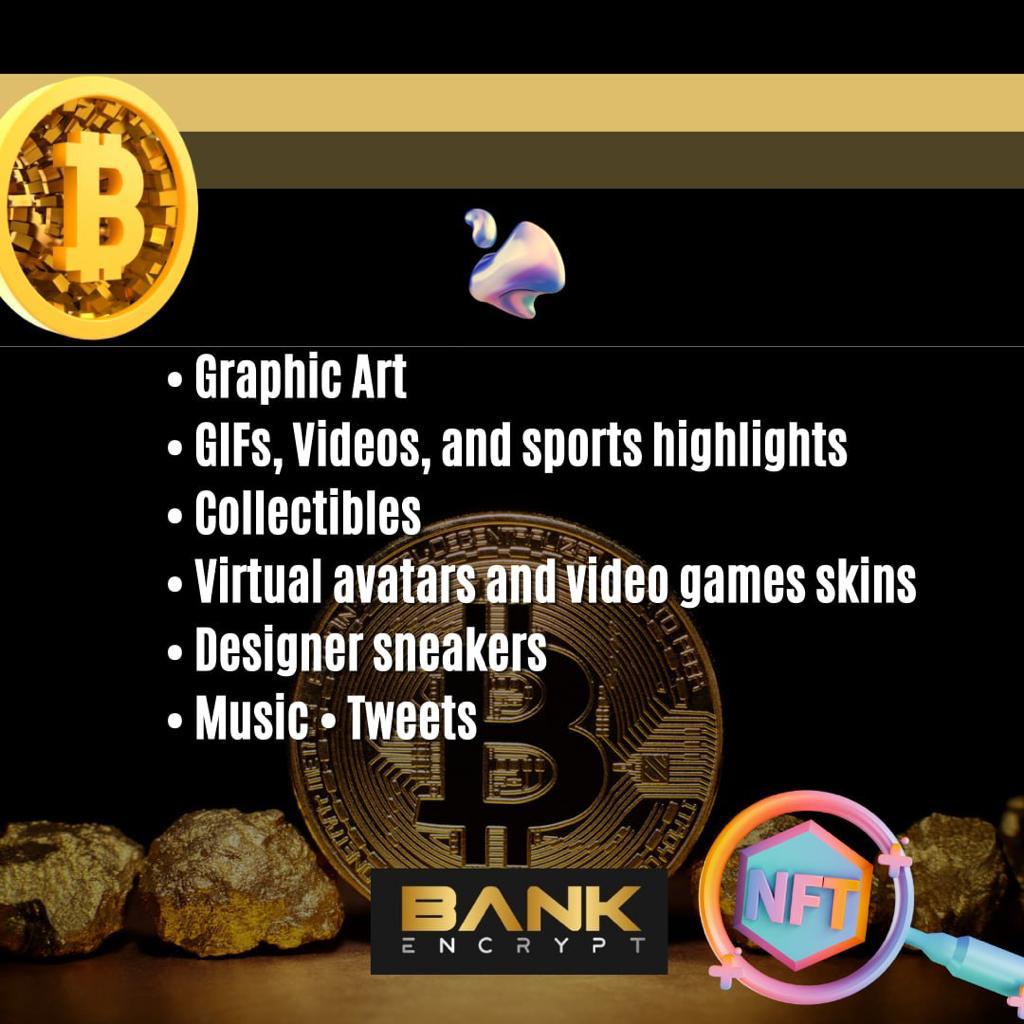 • Graphic Art
• GIFs, Videos, and sports highlights
• Collectibles
• Virtual avatars and video games skins
• Designer sneakers
• Music • Tweets
BANK
ENCRYPT
NFT